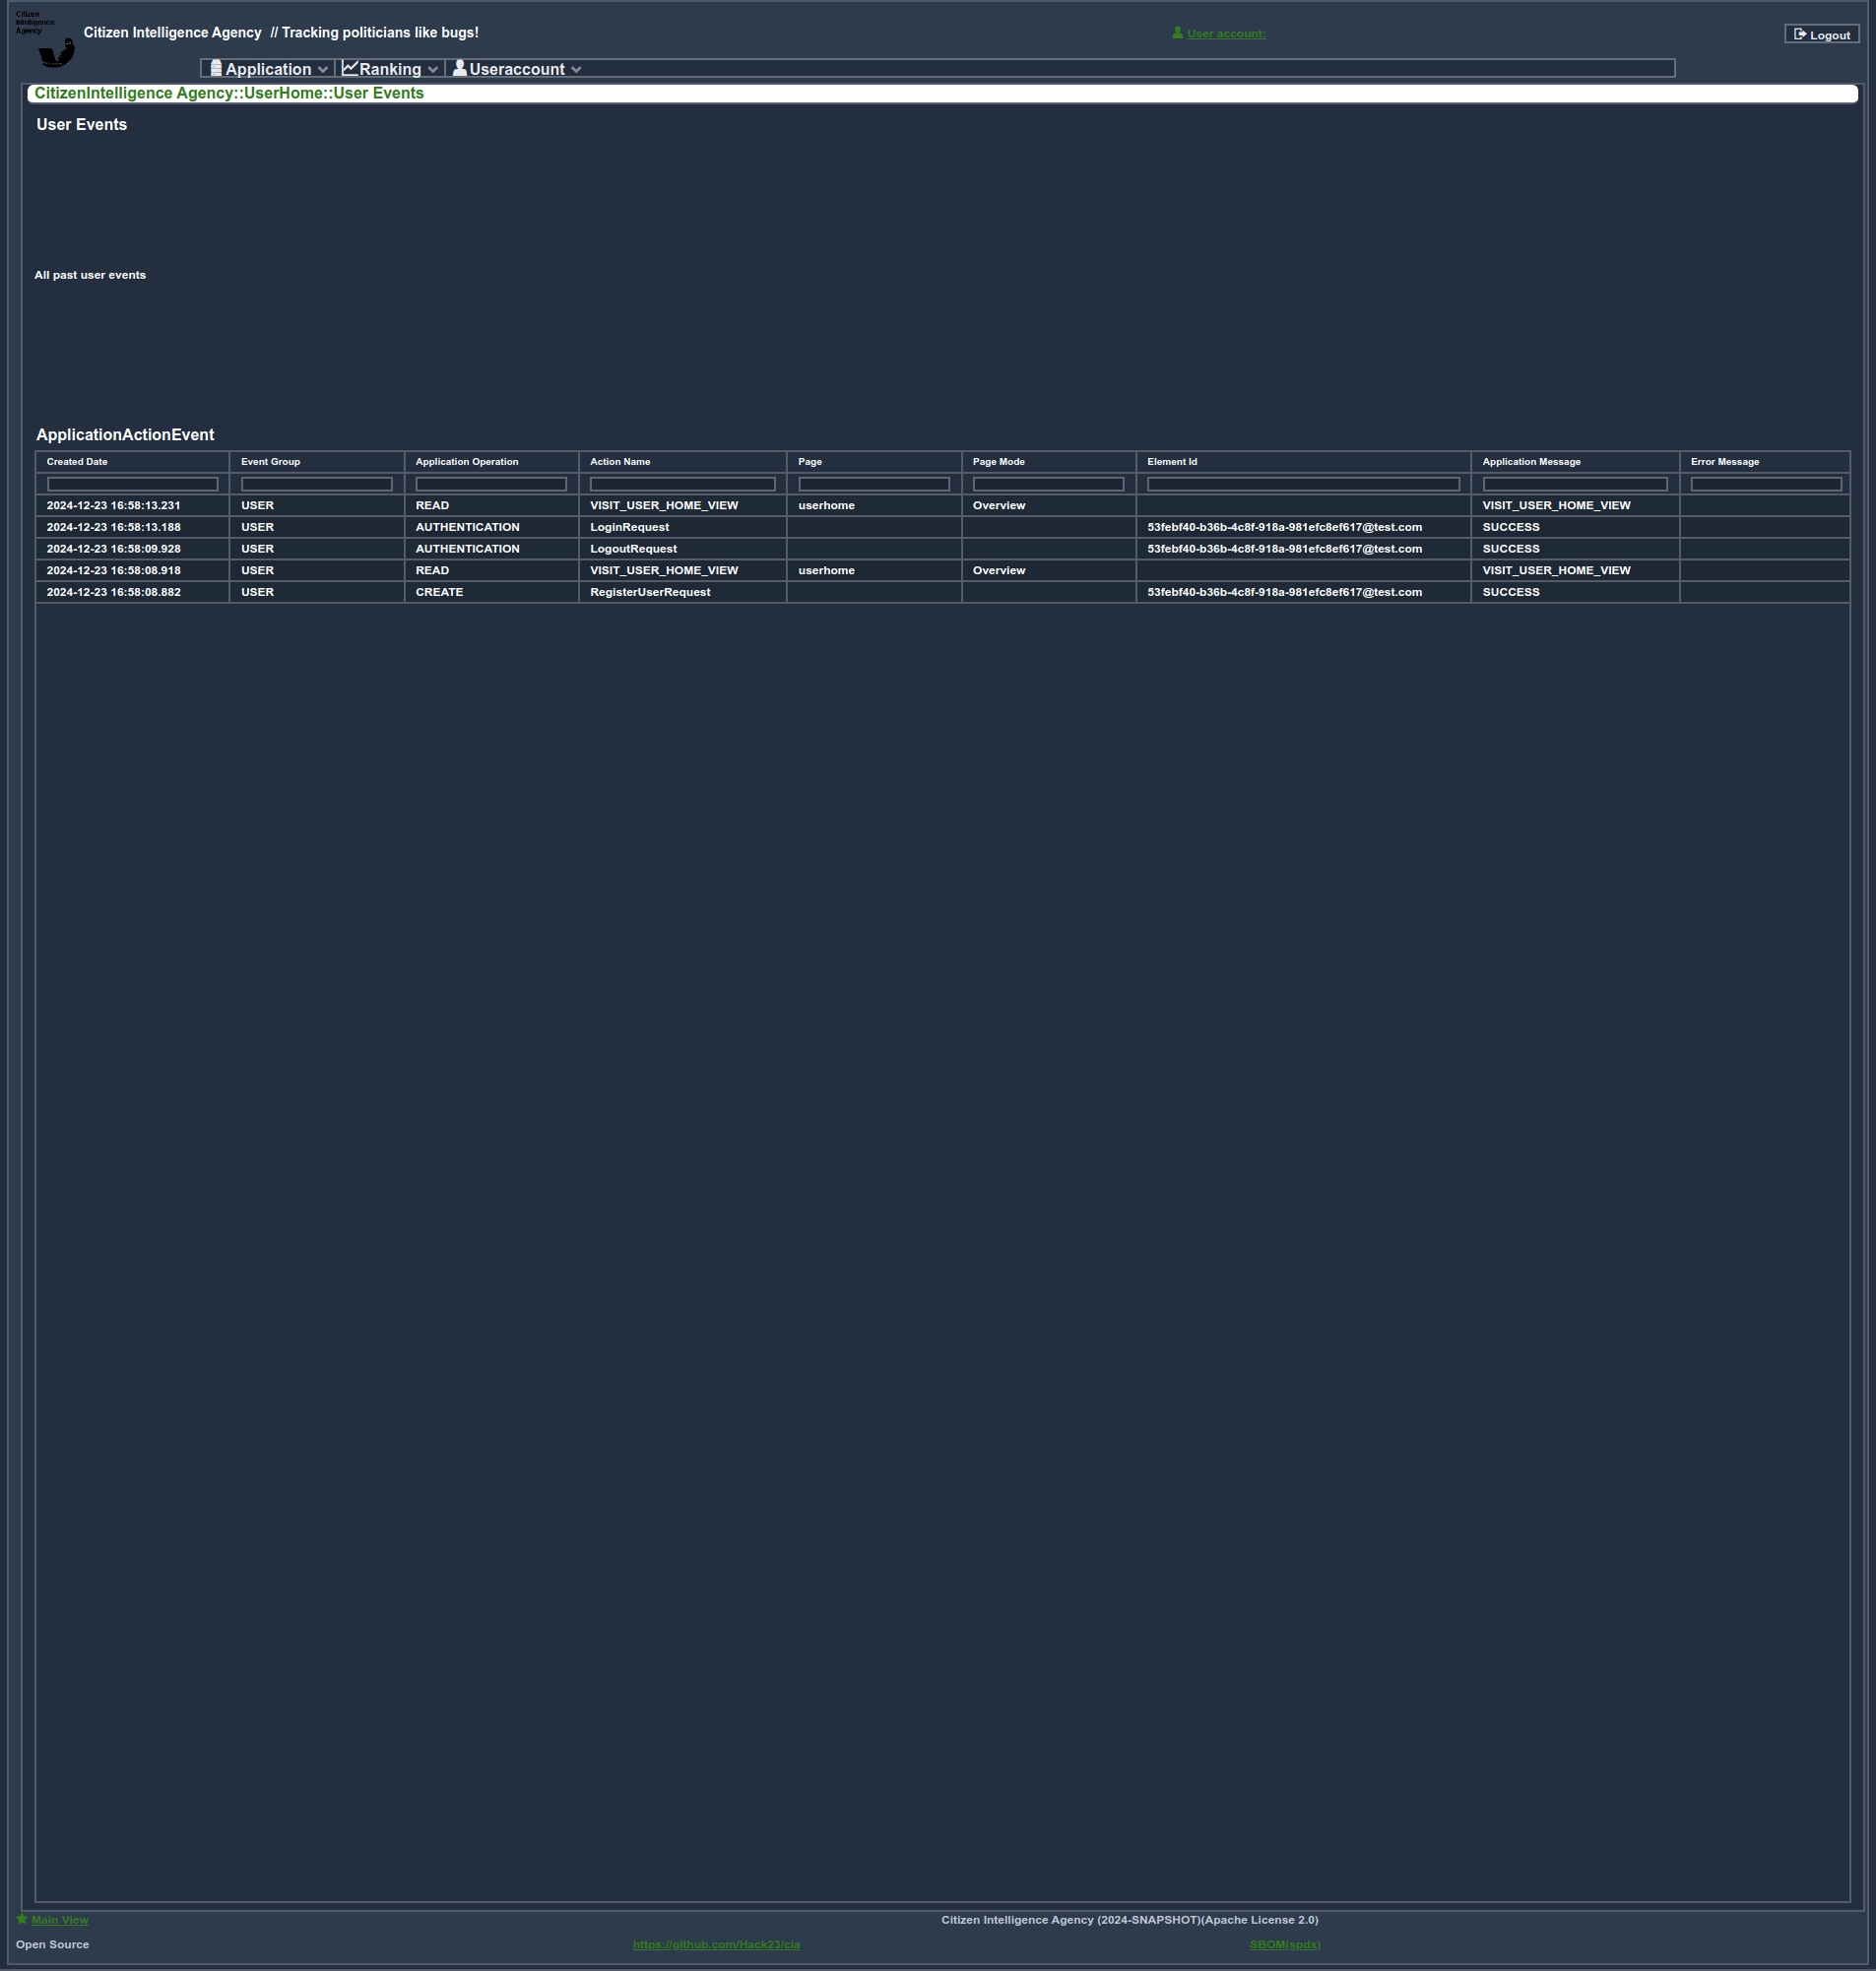 Citizen
Intelligence
Agency
Citizen Intelligence Agency // Tracking politicians like bugs!
User account:
Logout
Application Ranking Useraccount
CitizenIntelligence Agency::UserHome::User Events
User Events
All past user events
ApplicationActionEvent
Created Date Event Group Application Operation Action Name Page Page Mode Element Id Application Message Error Message
2024-12-23 16:58:13.231 USER READ VISIT_USER_HOME_VIEW userhome Overview VISIT_USER_HOME_VIEW
2024-12-23 16:58:13.188 USER AUTHENTICATION LoginRequest 53febf40-b36b-4c8f-918a-981efc8ef617@test.com SUCCESS
2024-12-23 16:58:09.928 USER AUTHENTICATION LogoutRequest 53febf40-b36b-4c8f-918a-981efc8ef617@test.com SUCCESS
2024-12-23 16:58:08.918 USER READ VISIT_USER_HOME_VIEW userhome Overview VISIT_USER_HOME_VIEW
2024-12-23 16:58:08.882 USER CREATE RegisterUserRequest 53febf40-b36b-4c8f-918a-981efc8ef617@test.com SUCCESS
Main View Citizen Intelligence Agency (2024-SNAPSHOT)(Apache License 2.0)
Open Source https://github.com/Hack23/cia SBOM(spdx)